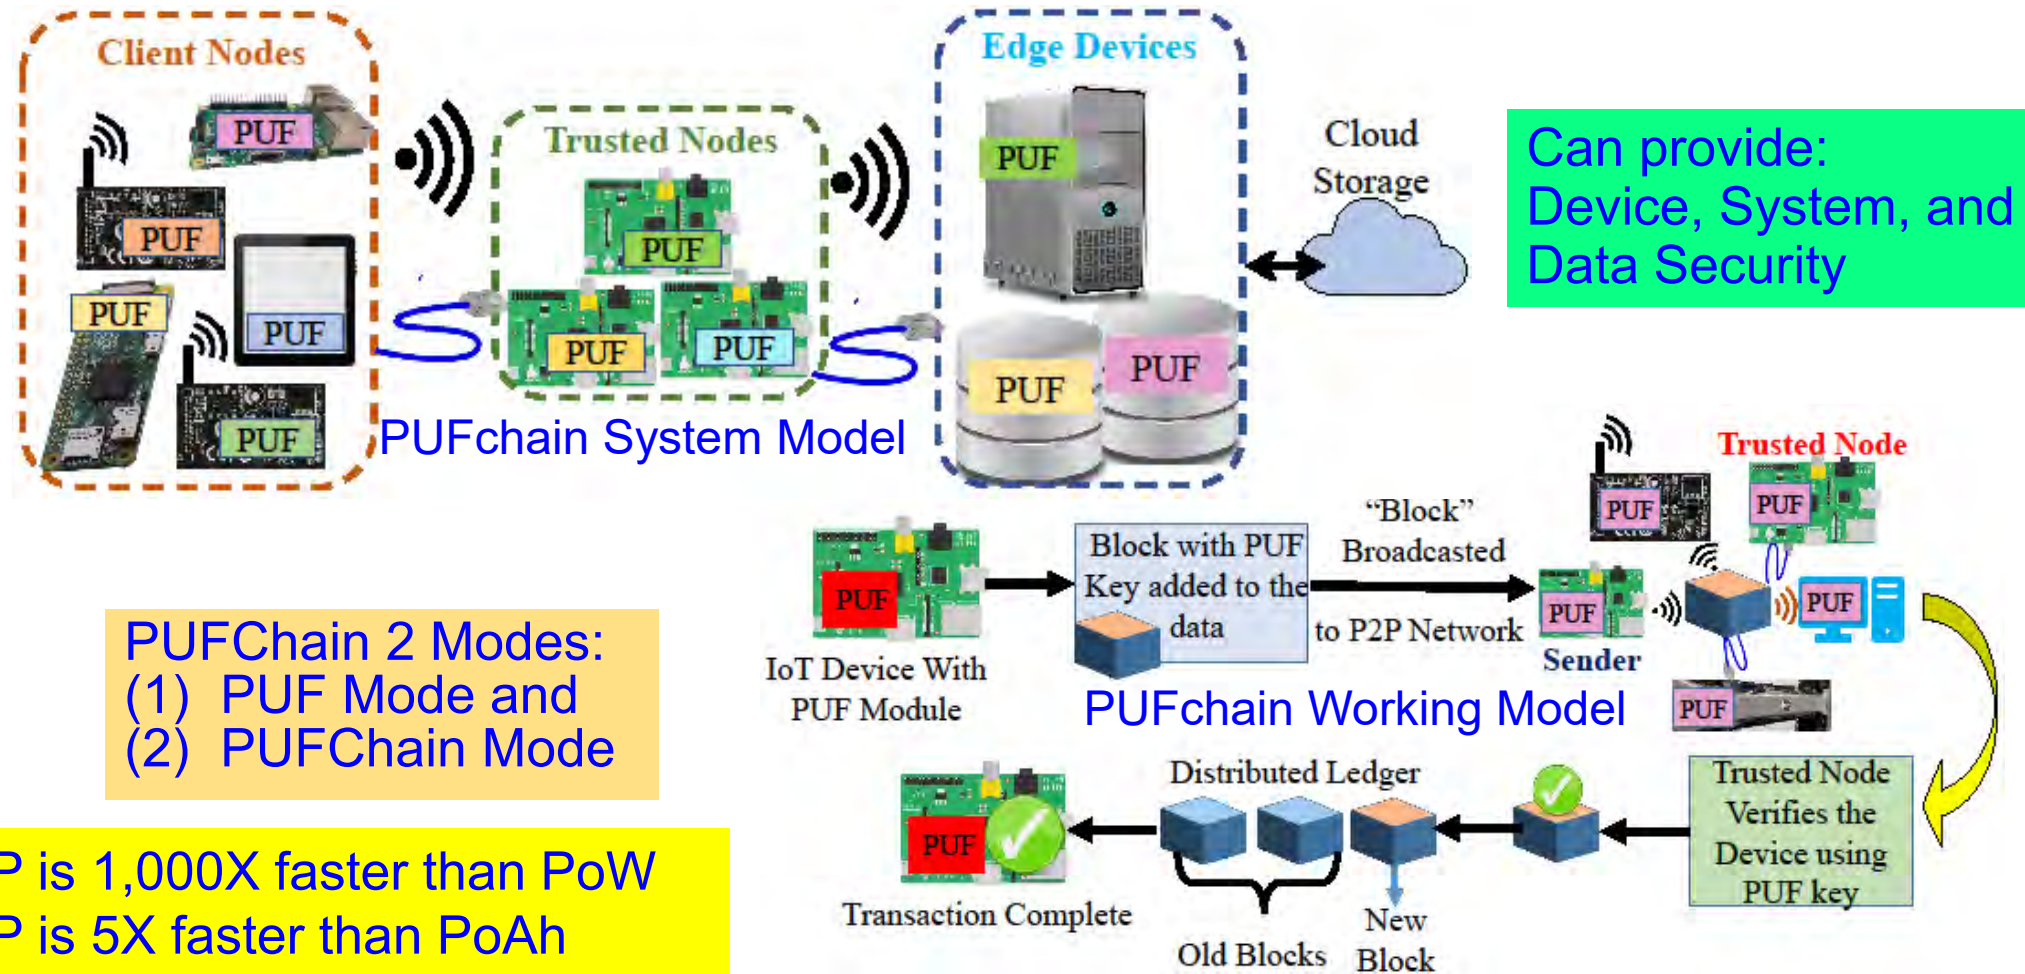 Client Nodes
PUF
PUF
PUF
PUF
PUF
Trusted Nodes
PUF
PUF
PUF
Edge Devices
PUF
PUF
PUF
Cloud
Storage
Can provide:
Device, System, and
Data Security
PUFchain System Model
PUFChain 2 Modes:
(1) PUF Mode and
(2) PUFChain Mode
P is 1,000X faster than PoW
P is 5X faster than PoAh
PUF
IoT Device With
PUF Module
Block with PUF
Key added to the
data
“Block”
Broadcasted
to P2P Network
PUF
Sender
PUF
Trusted Node
PUF
PUF
PUF
PUFchain Working Model
Trusted Node
Verifies the
Device using
PUF key
Distributed Ledger
New
Block
Old Blocks
PUF
Transaction Complete